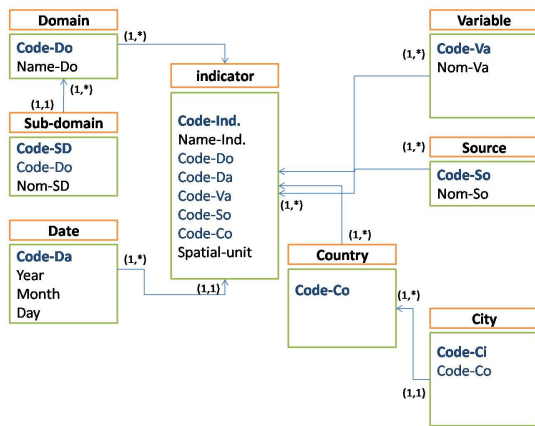 Domain
Code-Do
Name-Do
(1,*)
(1,*)
(1,1)
Sub-domain
Code-SD
Code-Do
Nom-SD
Date
Code-Da
Year
Month
Day
(1,*)
(1,1)
indicator
Code-Ind.
Name-Ind.
Code-Do
Code-Da
Code-Va
Code-So
Code-Co
Spatial-unit
(1,*)
Variable
Code-Va
Nom-Va
(1,*)
Source
Code-So
Nom-So
(1,*)
Country
Code-Co
(1,*)
(1,*)
City
Code-Ci
Code-Co
(1,1)